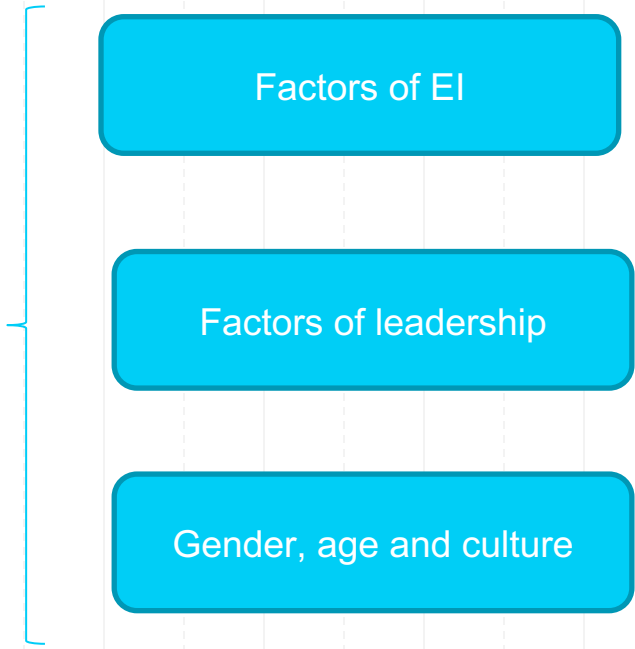 Factors of EI
Factors of leadership
Gender, age and culture